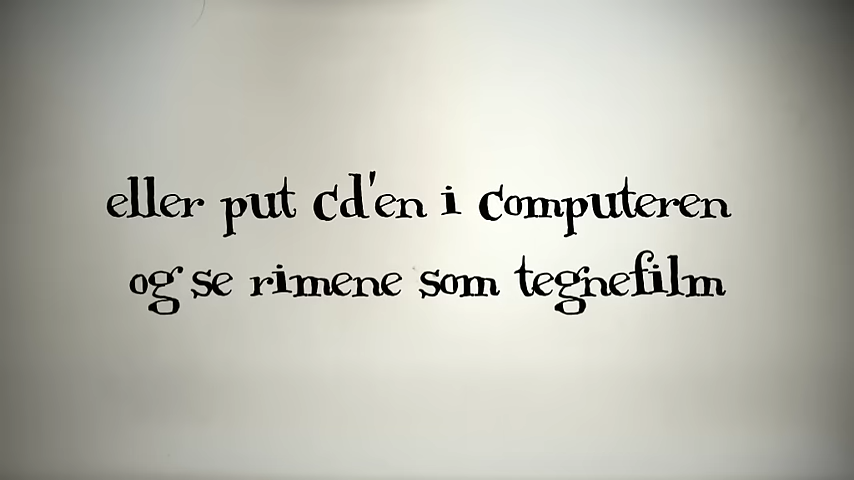 eller put cd'en i computeren
og se rimene som tegnefilm